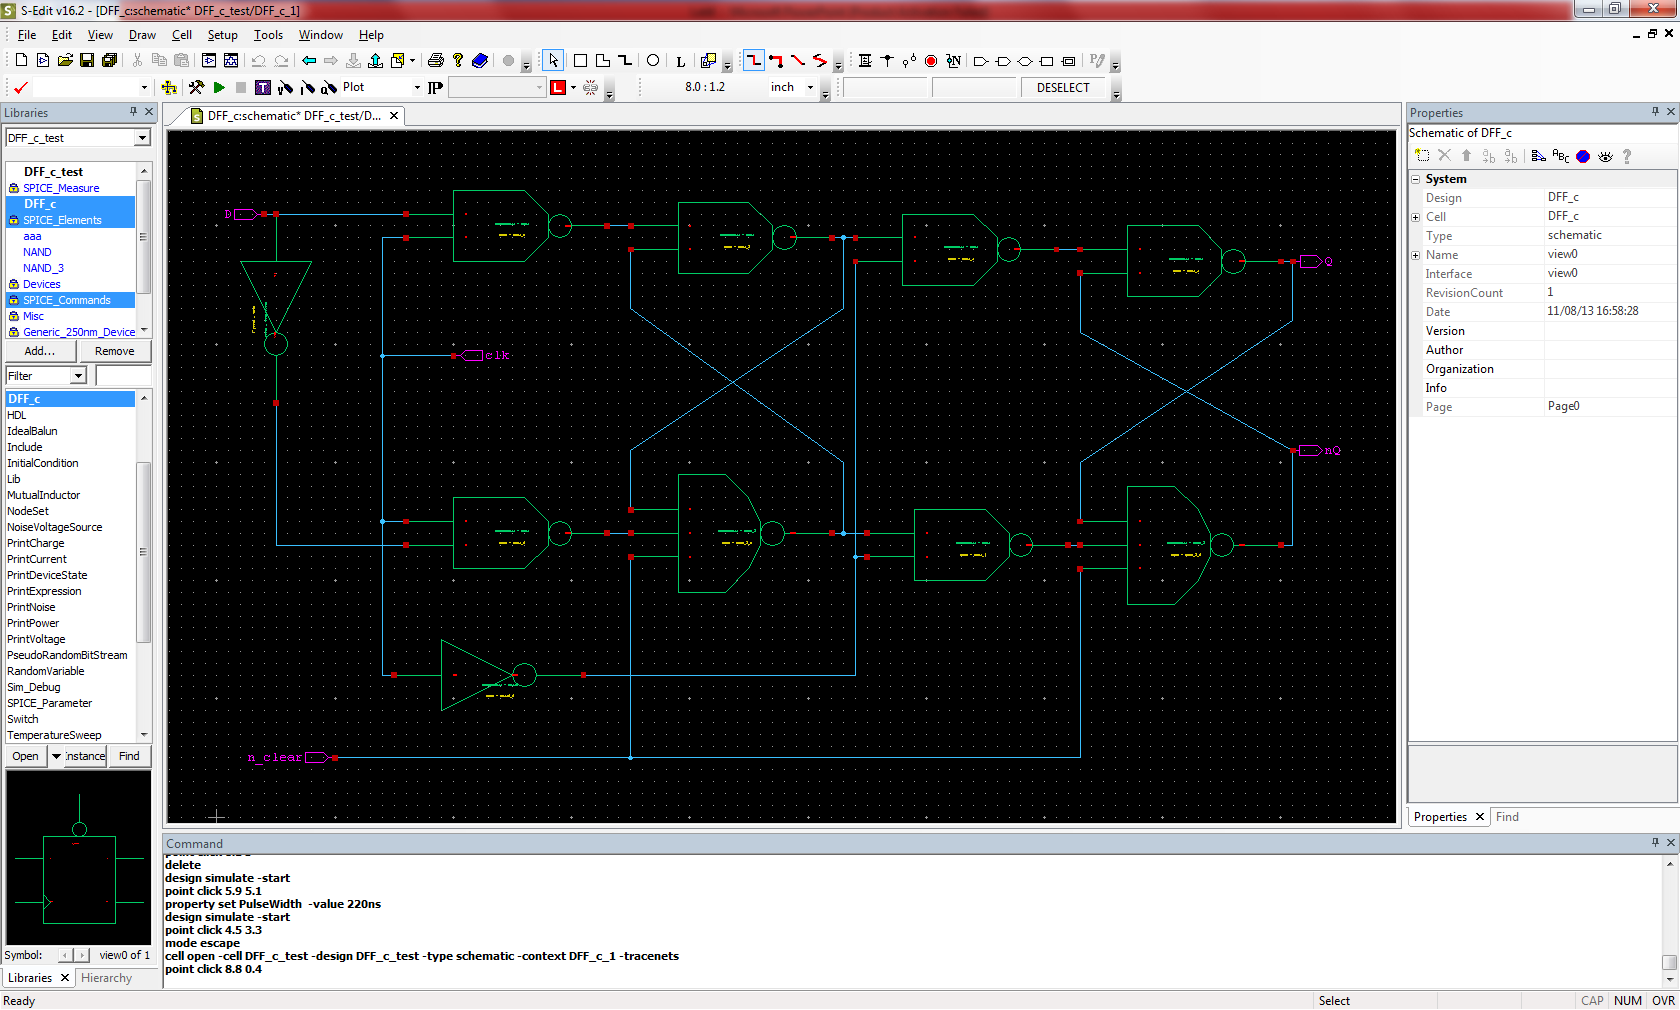 S-Edit v16.2 - [DFF_c:schematic* DFF_c_test/DFF_c_1]
File Edit View Draw Cell Setup Tools Window Help
Plot 8.0 : 1.2 inch DESELECT
Libraries
DFF_c_test
DFF_c_test
SPICE_Measure
DFF_c
SPICE_Elements
aaa
NAND
NAND_3
Devices
SPICE_Commands
Misc
Generic_250nm_Device
Add... Remove
Filter
DFF_c
HDL
IdealBalun
Include
InitialCondition
Lib
MutualInductor
NodeSet
NoiseVoltageSource
PrintCharge
PrintCurrent
PrintDeviceState
PrintExpression
PrintNoise
PrintPower
PrintVoltage
PseudoRandomBitStream
RandomVariable
Sim_Debug
SPICE_Parameter
Switch
TemperatureSweep
Open Instance Find
Symbol: view0 of 1
Libraries Hierarchy
DFF_c:schematic* DFF_c_test/D...
D
Q
clk
nQ
n_clear
Command
delete
design simulate -start
point click 5.9 5.1
property set PulseWidth -value 220ns
design simulate -start
point click 4.5 3.3
mode escape
cell open -cell DFF_c_test -design DFF_c_test -type schematic -context DFF_c_1 -tracenets
point click 8.8 0.4
Properties
Schematic of DFF_c
System
Design DFF_c
Cell DFF_c
Type schematic
Name view0
Interface view0
RevisionCount 1
Date 11/08/13 16:58:28
Version
Author
Organization
Info
Page Page0
Properties Find
Ready Select CAP NUM OVR